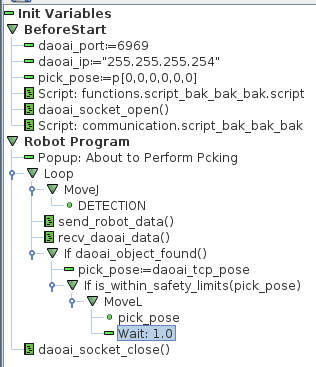 Init Variables
BeforeStart
daoai_port:=6969
daoai_ip:="255.255.255.254"
pick_pose:=p[0,0,0,0,0,0]
Script: functions.script_bak_bak_bak.script
daoai_socket_open()
Script: communication.script_bak_bak_bak
Robot Program
Popup: About to Perform Pcking
Loop
MoveJ
DETECTION
send_robot_data()
recv_daoai_data()
If daoai_object_found()
pick_pose:=daoai_tcp_pose
If is_within_safety_limits(pick_pose)
MoveL
pick_pose
Wait: 1.0
daoai_socket_close()